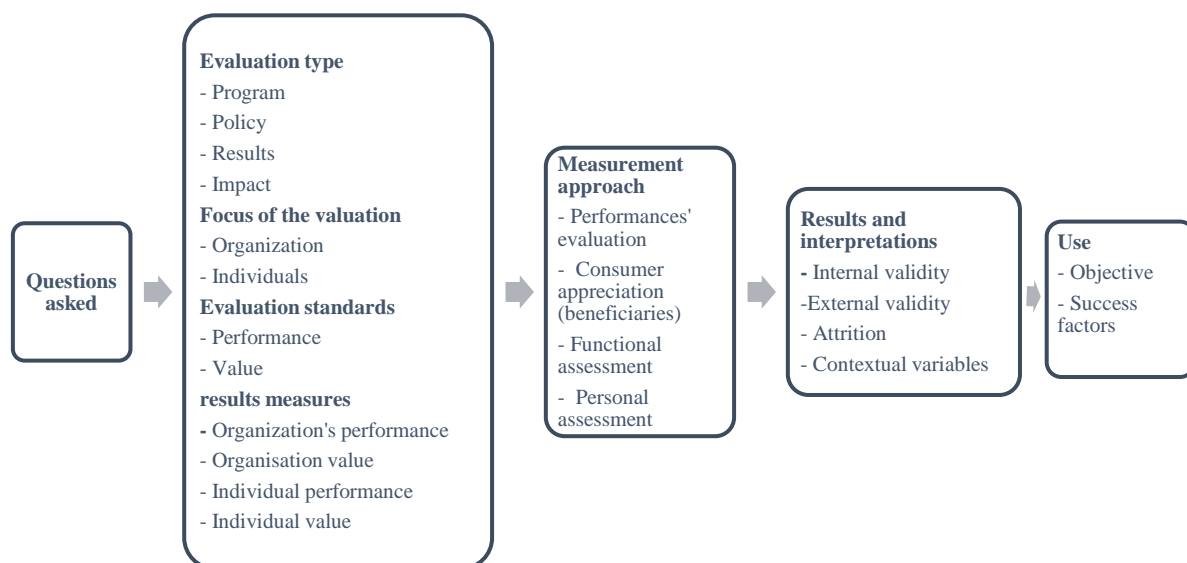 Questions
asked
Evaluation type
- Program
- Policy
- Results
- Impact
Focus of the valuation
- Organization
- Individuals
Evaluation standards
- Performance
- Value
results measures
- Organization's performance
- Organisation value
- Individual performance
- Individual value
Measurement
approach
- Performances'
evaluation
- Consumer
appreciation
(beneficiaries)
- Functional
assessment
- Personal
assessment
Results and
interpretations
- Internal validity
-External validity
- Attrition
- Contextual variables
Use
- Objective
- Success
factors